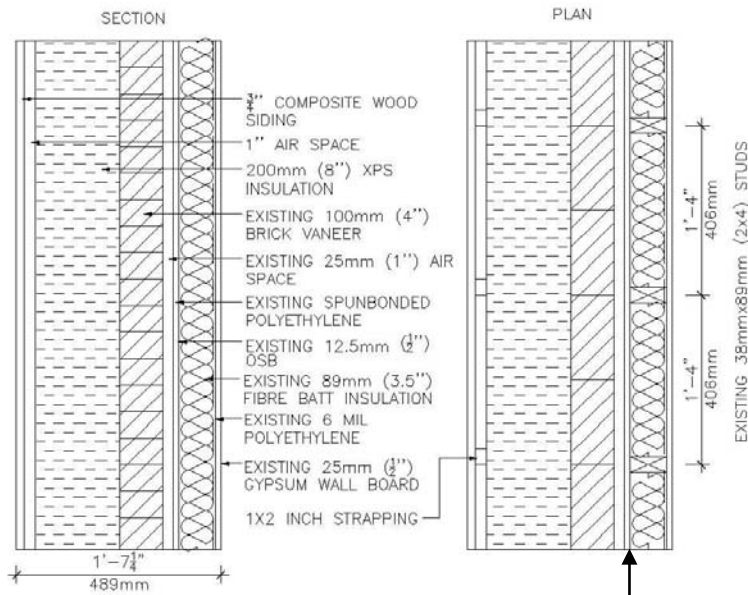 SECTION
PLAN
3/4" COMPOSITE WOOD
SIDING
1" AIR SPACE
200mm (8") XPS
INSULATION
EXISTING 100mm (4")
BRICK VANEER
EXISTING 25mm (1") AIR
SPACE
EXISTING SPUNBONDED
POLYETHYLENE
EXISTING 12.5mm (1/2")
OSB
EXISTING 89mm (3.5")
FIBRE BATT INSULATION
EXISTING 6 MIL
POLYETHYLENE
EXISTING 25mm (1/2")
GYPSUM WALL BOARD
1X2 INCH STRAPPING
1'-7 1/4"
489mm
1'-4"
406mm
1'-4"
406mm
EXISTING 38mmx89mm (2x4) STUDS